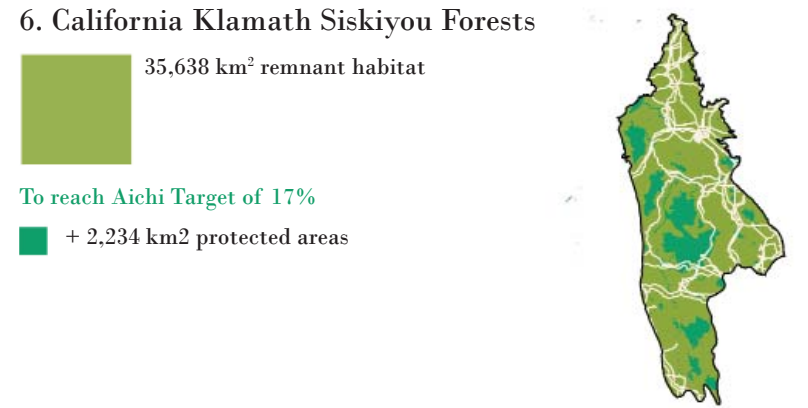 6. California Klamath Siskiyou Forests
35,638 km² remnant habitat
To reach Aichi Target of 17%
+ 2,234 km2 protected areas